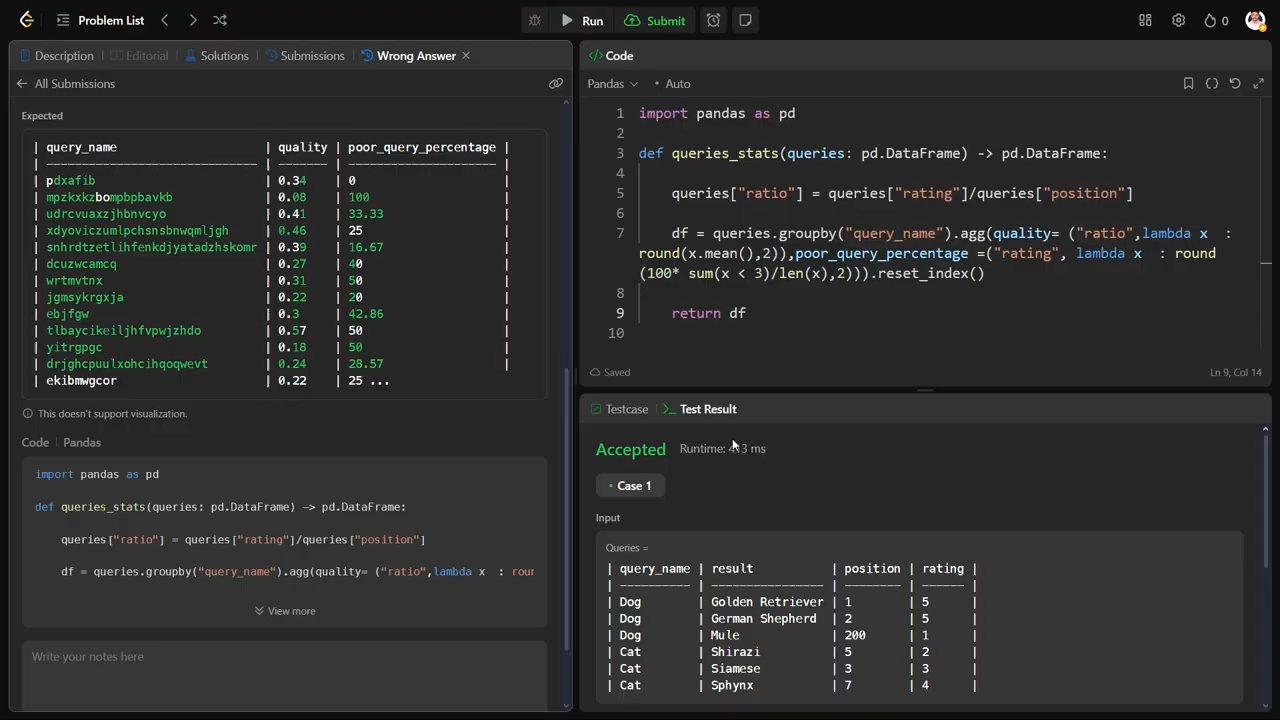 Problem List
Run
Submit
0
Description
Editorial
Solutions
Submissions
Wrong Answer
All Submissions
Expected
| query_name | quality | poor_query_percentage |
| pdxafib | 0.34 | 0
| mpzkxkzbompbpbavkb | 0.08 | 100
| udrcvuaxzjhbnvcyo | 0.41 | 33.33
| xdyoviczumlpchsnsbnwqmljgh | 0.46 | 25
| snhrdtzetlihfenkdjyatadzhskomr | 0.39 | 16.67
| dcuzwcamcq | 0.27 | 40
| wrtmvtnx | 0.31 | 50
| jgmsykrgxja | 0.22 | 20
| ebjfgw | 0.3 | 42.86
| tlbaycikeiljhfvpwjzhdo | 0.57 | 50
| yitrgpgc | 0.18 | 50
| drjghcpuulxohcihqoqwevt | 0.24 | 28.57
| ekibmwgcor | 0.22 | 25 ...
This doesn't support visualization.
Code | Pandas
import pandas as pd
def queries_stats(queries: pd.DataFrame) -> pd.DataFrame:
queries["ratio"] = queries["rating"]/queries["position"]
df = queries.groupby("query_name").agg(quality= ("ratio",lambda x : roun
View more
Write your notes here
</> Code
Pandas
Auto
1 import pandas as pd
2
3 def queries_stats(queries: pd.DataFrame) -> pd.DataFrame:
4
5 queries["ratio"] = queries["rating"]/queries["position"]
6
7 df = queries.groupby("query_name").agg(quality= ("ratio",lambda x :
round(x.mean(),2)),poor_query_percentage =("rating", lambda x : round
(100* sum(x < 3)/len(x),2))).reset_index()
8
9 return df
10
Saved
Ln 9, Col 14
Testcase
Test Result
Accepted
Runtime: ms
Case 1
Input
Queries =
| query_name | result | position | rating |
| Dog | Golden Retriever | 1 | 5 |
| Dog | German Shepherd | 2 | 5 |
| Dog | Mule | 200 | 1 |
| Cat | Shirazi | 5 | 2 |
| Cat | Siamese | 3 | 3 |
| Cat | Sphynx | 7 | 4 |